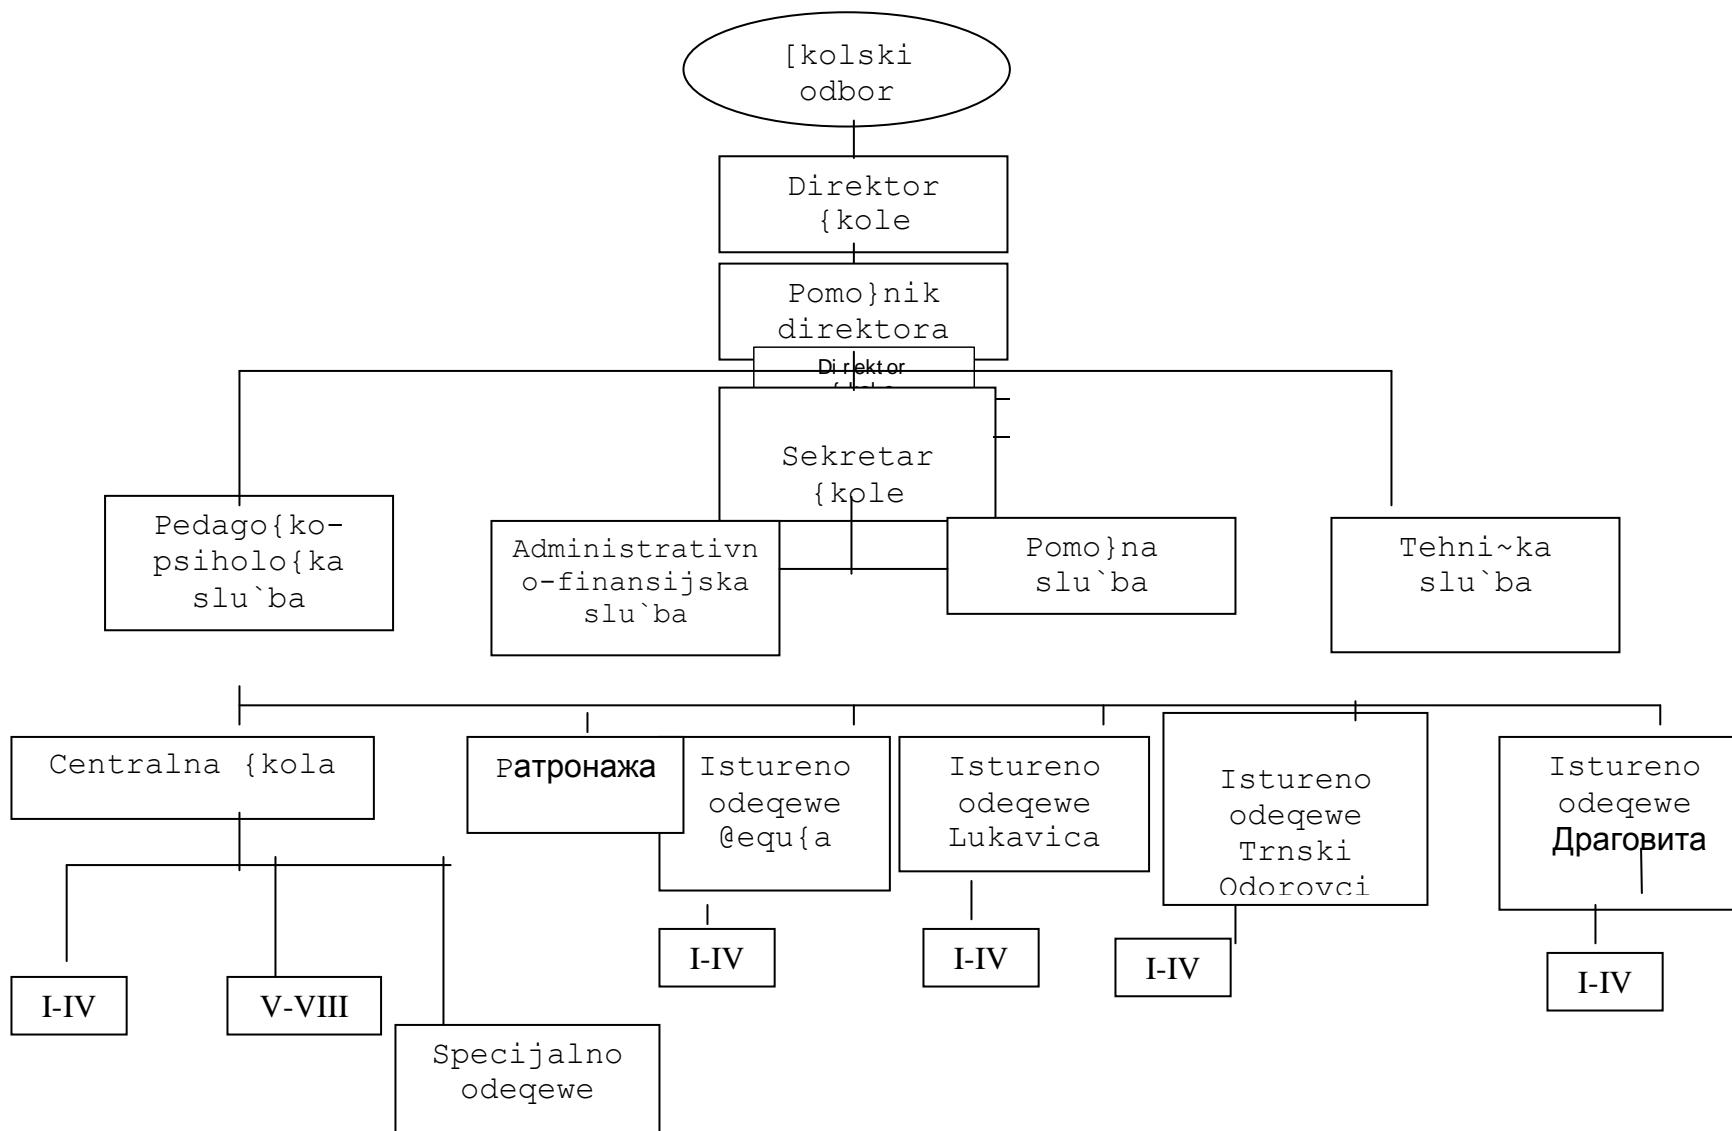 [kolski
odbor
Direktor
{kole
Pomo}nik
direktora
Direktor
Sekretar
{kole
Pedago{ko-
psiholo{ka
slu`ba
Administrativn
o-finansijska
slu`ba
Pomo}na
slu`ba
Tehni~ka
slu`ba
Centralna {kola
Pатронажа
Istureno
odeqewe
@equ{a
Istureno
odeqewe
Lukavica
Istureno
odeqewe
Trnski
Odorovci
Istureno
odeqewe
Драговита
I-IV
I-IV
I-IV
I-IV
I-IV
V-VIII
Specijalno
odeqewe